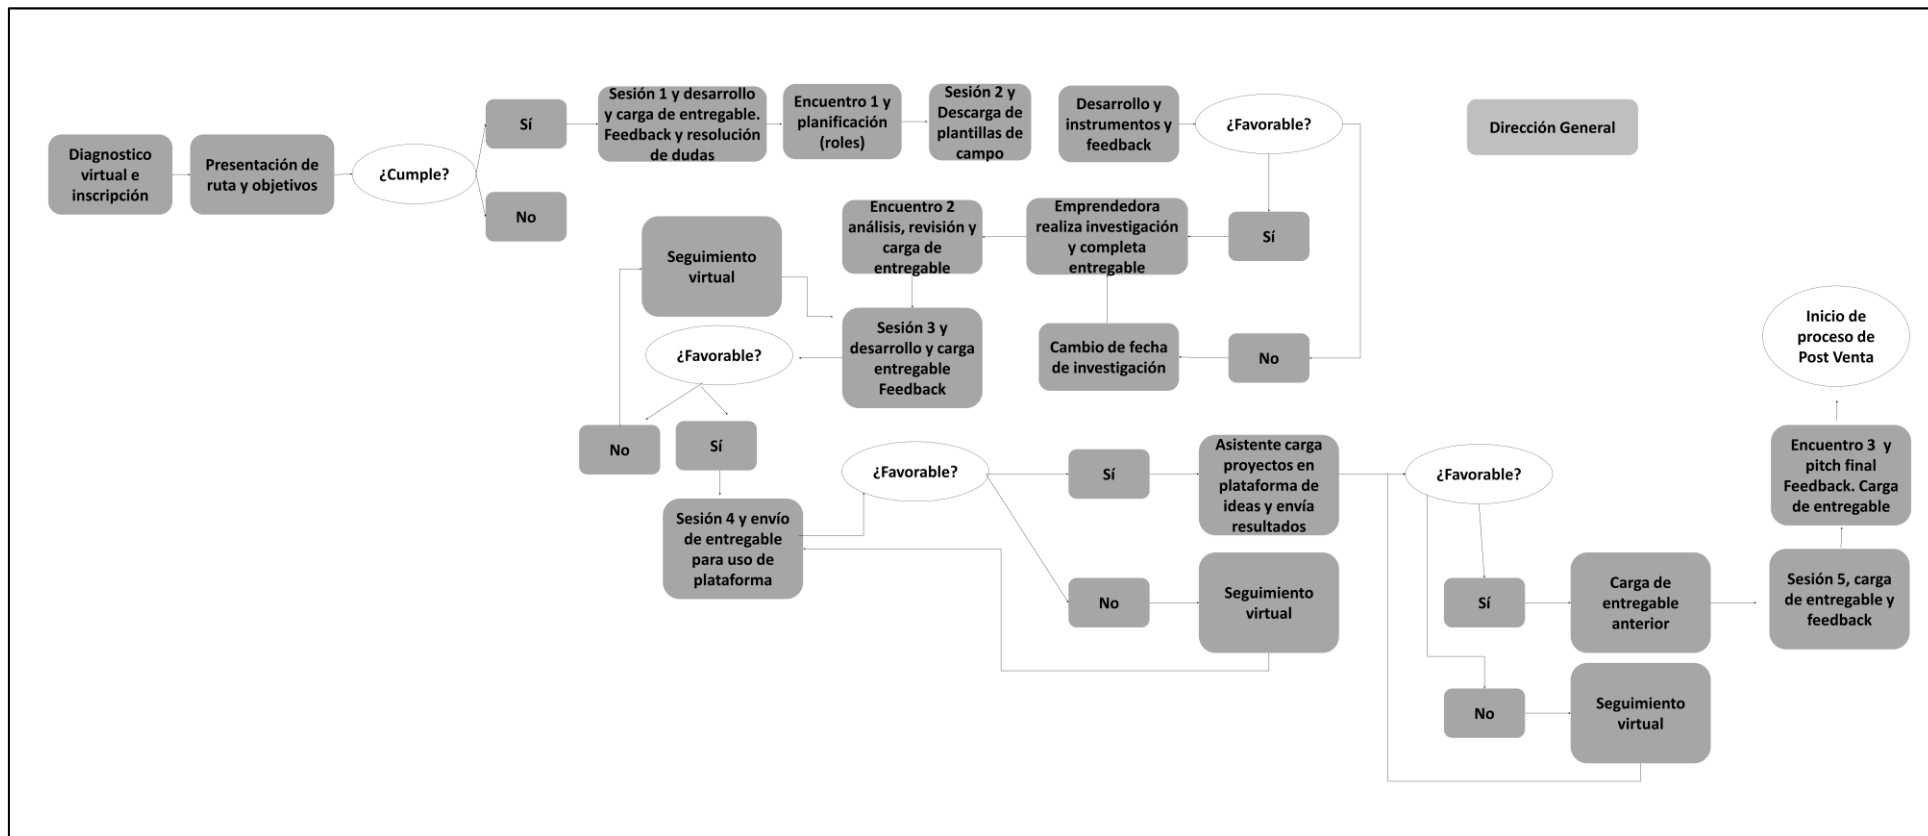 Diagnostico
virtual e
inscripción
Presentación de
ruta y objetivos
¿Cumple?
Sí
No
Sesión 1 y desarrollo
y carga de entregable.
Feedback y resolución
de dudas
Encuentro 1 y
planificación
(roles)
Sesión 2 y
Descarga de
plantillas de
campo
Desarrollo y
instrumentos y
feedback
¿Favorable?
Dirección General
Sí
Emprendedora
realiza investigación
y completa
entregable
Encuentro 2
análisis, revisión y
carga de
entregable
Seguimiento
virtual
No
Cambio de fecha
de investigación
Sesión 3 y
desarrollo y carga
entregable
Feedback
¿Favorable?
No
Sí
Sesión 4 y envío
de entregable
para uso de
plataforma
¿Favorable?
Sí
Asistente carga
proyectos en
plataforma de
ideas y envía
resultados
No
Seguimiento
virtual
¿Favorable?
Sí
Carga de
entregable
anterior
No
Seguimiento
virtual
Sesión 5, carga
de entregable y
feedback
Encuentro 3 y
pitch final
Feedback. Carga
de entregable
Inicio de
proceso de
Post Venta